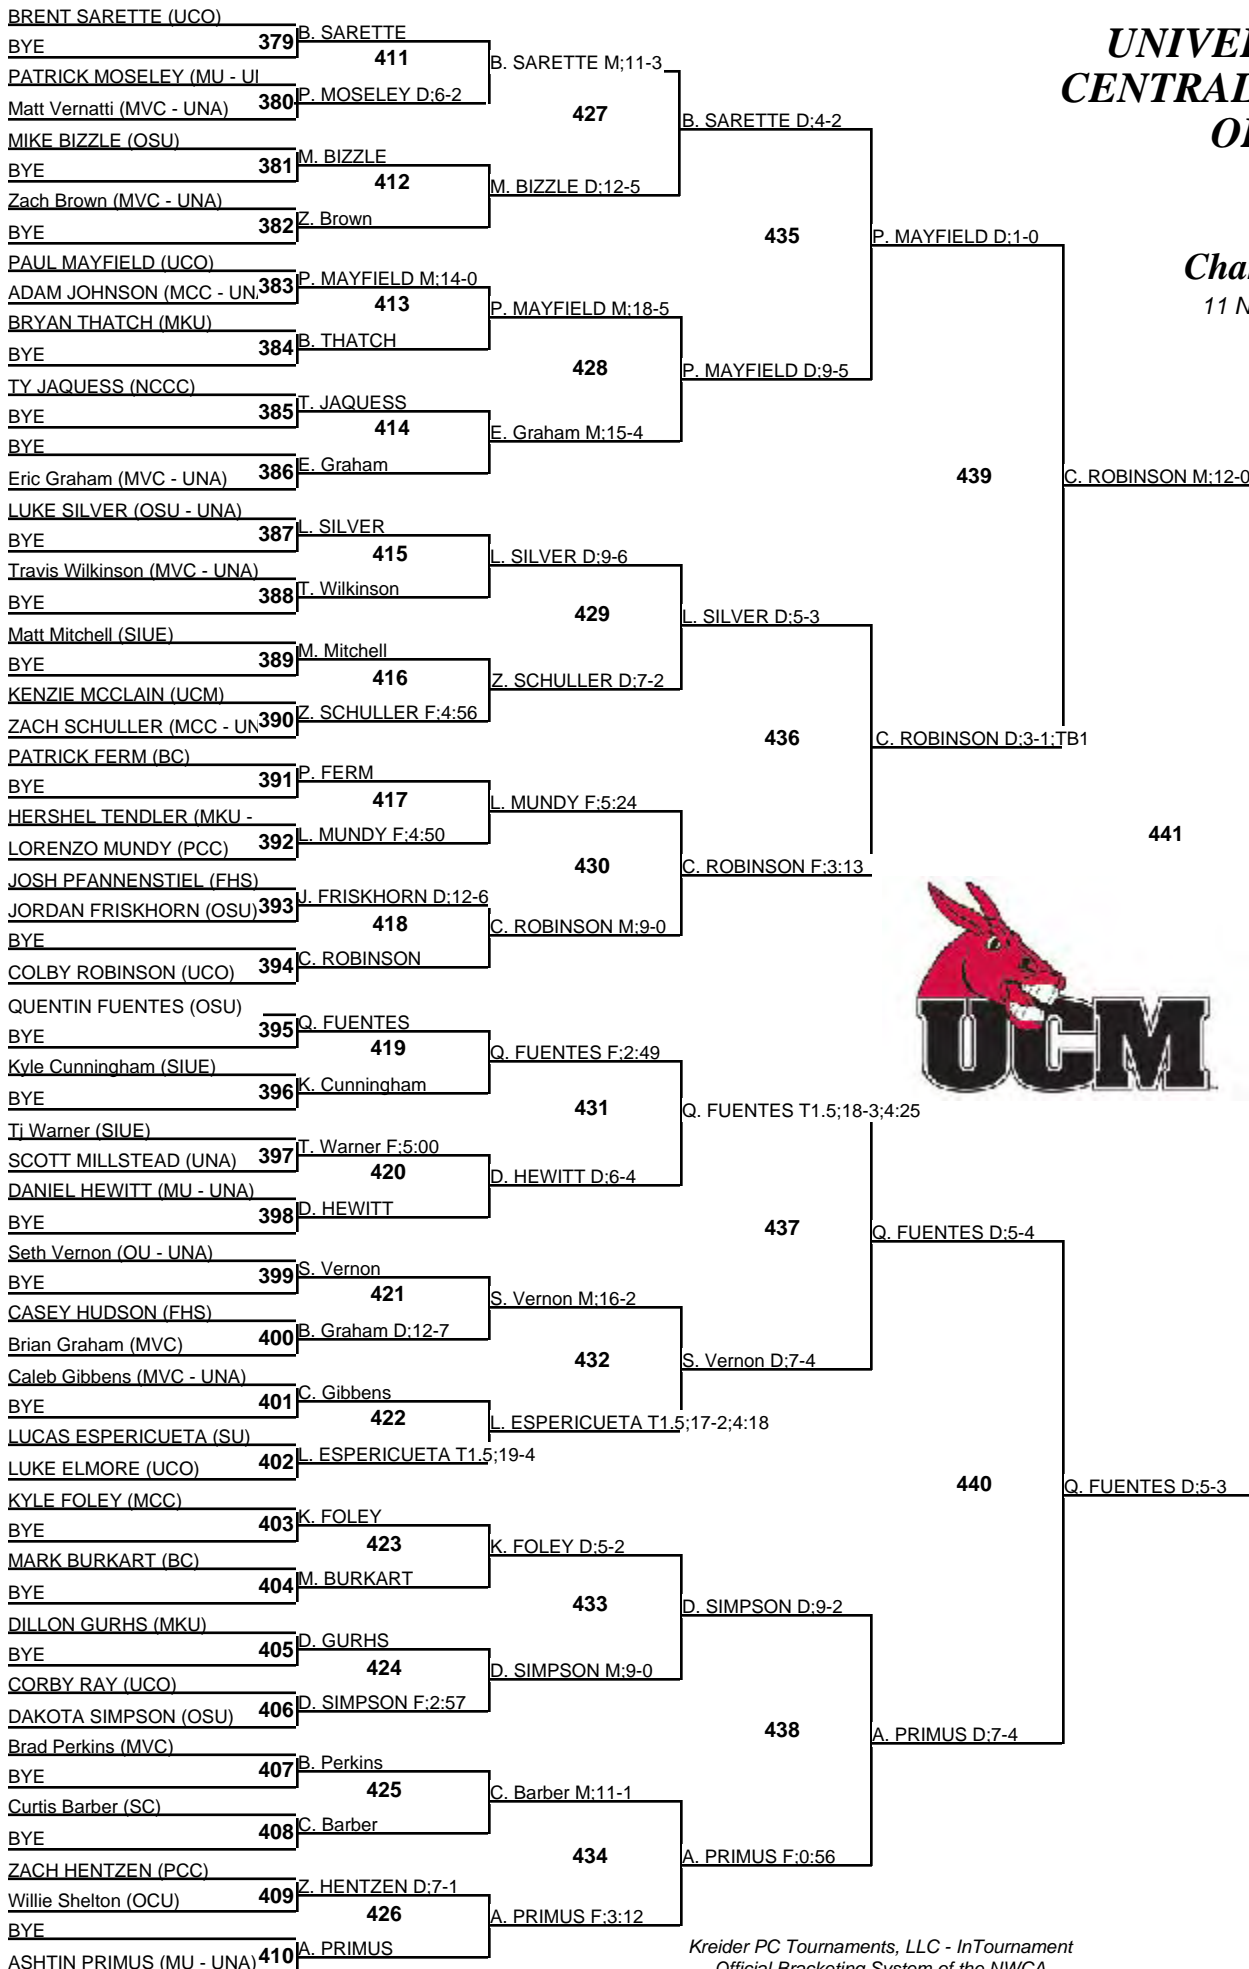 BRENT SARETTE (UCO)
BYE
379
B. SARETTE
411
PATRICK MOSELEY (MU - UI
Matt Vernatti (MVC - UNA)
380
P. MOSELEY D;6-2
B. SARETTE M;11-3
427
MIKE BIZZLE (OSU)
BYE
381
M. BIZZLE
412
Zach Brown (MVC - UNA)
BYE
382
Z. Brown
M. BIZZLE D;12-5
B. SARETTE D;4-2
435
PAUL MAYFIELD (UCO)
ADAM JOHNSON (MCC - UN
383
P. MAYFIELD M;14-0
413
BRYAN THATCH (MKU)
BYE
384
B. THATCH
P. MAYFIELD M;18-5
428
TY JAQUESS (NCCC)
BYE
385
T. JAQUESS
414
BYE
Eric Graham (MVC - UNA)
386
E. Graham
E. Graham M;15-4
P. MAYFIELD D;9-5
P. MAYFIELD D;1-0
439
LUKE SILVER (OSU - UNA)
BYE
387
L. SILVER
415
Travis Wilkinson (MVC - UNA)
BYE
388
T. Wilkinson
L. SILVER D;9-6
429
Matt Mitchell (SIUE)
BYE
389
M. Mitchell
416
KENZIE MCCLAIN (UCM)
ZACH SCHULLER (MCC - UN
390
Z. SCHULLER F;4:56
Z. SCHULLER D;7-2
L. SILVER D;5-3
436
PATRICK FERM (BC)
BYE
391
P. FERM
417
HERSHEL TENDLER (MKU -
LORENZO MUNDY (PCC)
392
L. MUNDY F;4:50
L. MUNDY F;5:24
430
JOSH PFANNENSTIEL (FHS)
JORDAN FRISKHORN (OSU)
393
J. FRISKHORN D;12-6
418
BYE
COLBY ROBINSON (UCO)
394
C. ROBINSON
C. ROBINSON M;9-0
C. ROBINSON F;3:13
C. ROBINSON D;3-1;TB1
C. ROBINSON M;12-0
441
QUENTIN FUENTES (OSU)
BYE
395
Q. FUENTES
419
Kyle Cunningham (SIUE)
BYE
396
K. Cunningham
Q. FUENTES F;2:49
431
Tj Warner (SIUE)
SCOTT MILLSTEAD (UNA)
397
T. Warner F;5:00
420
DANIEL HEWITT (MU - UNA)
BYE
398
D. HEWITT
D. HEWITT D;6-4
Q. FUENTES T1.5;18-3;4:25
437
Seth Vernon (OU - UNA)
BYE
399
S. Vernon
421
CASEY HUDSON (FHS)
Brian Graham (MVC)
400
B. Graham D;12-7
S. Vernon M;16-2
432
Caleb Gibbens (MVC - UNA)
BYE
401
C. Gibbens
422
LUCAS ESPERICUETA (SU)
LUKE ELMORE (UCO)
402
L. ESPERICUETA T1.5;19-4
L. ESPERICUETA T1.5;17-2;4:18
S. Vernon D;7-4
Q. FUENTES D;5-4
440
KYLE FOLEY (MCC)
BYE
403
K. FOLEY
423
MARK BURKART (BC)
BYE
404
M. BURKART
K. FOLEY D;5-2
433
DILLON GURHS (MKU)
BYE
405
D. GURHS
424
CORBY RAY (UCO)
DAKOTA SIMPSON (OSU)
406
D. SIMPSON F;2:57
D. SIMPSON M;9-0
D. SIMPSON D;9-2
438
Brad Perkins (MVC)
BYE
407
B. Perkins
425
Curtis Barber (SC)
BYE
408
C. Barber
C. Barber M;11-1
434
ZACH HENTZEN (PCC)
Willie Shelton (OCU)
409
Z. HENTZEN D;7-1
426
BYE
ASHTIN PRIMUS (MU - UNA)
410
A. PRIMUS
A. PRIMUS F;3:12
A. PRIMUS F;0:56
A. PRIMUS D;7-4
Q. FUENTES D;5-3
UNIVE
CENTRAL
O
Cha
11 N
UCM
Kreider PC Tournaments, LLC - InTournament
Official Bracketing System of the NWCA